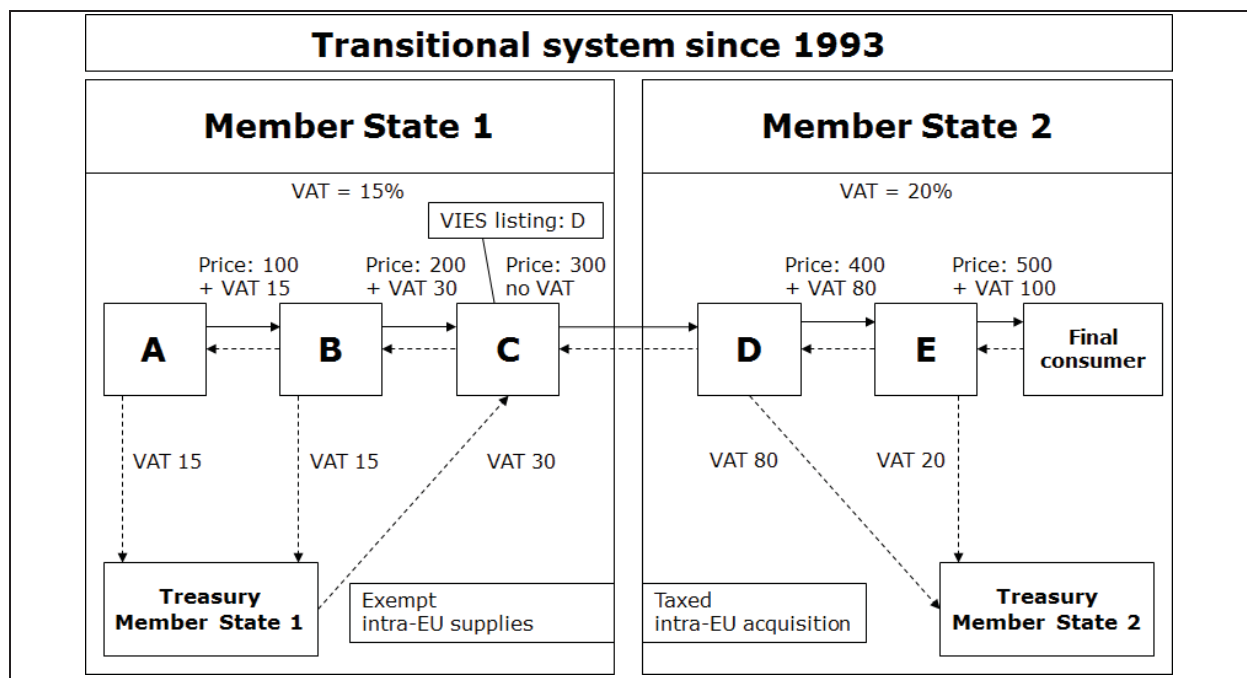 Transitional system since 1993
Member State 1
Member State 2
VAT = 15%
VAT = 20%
VIES listing: D
Price: 100
+ VAT 15
Price: 200
+ VAT 30
Price: 300
no VAT
Price: 400
+ VAT 80
Price: 500
+ VAT 100
A
B
C
D
E
Final
consumer
VAT 15
VAT 15
VAT 30
VAT 80
VAT 20
Treasury
Member State 1
Exempt
intra-EU supplies
Taxed
intra-EU acquisition
Treasury
Member State 2